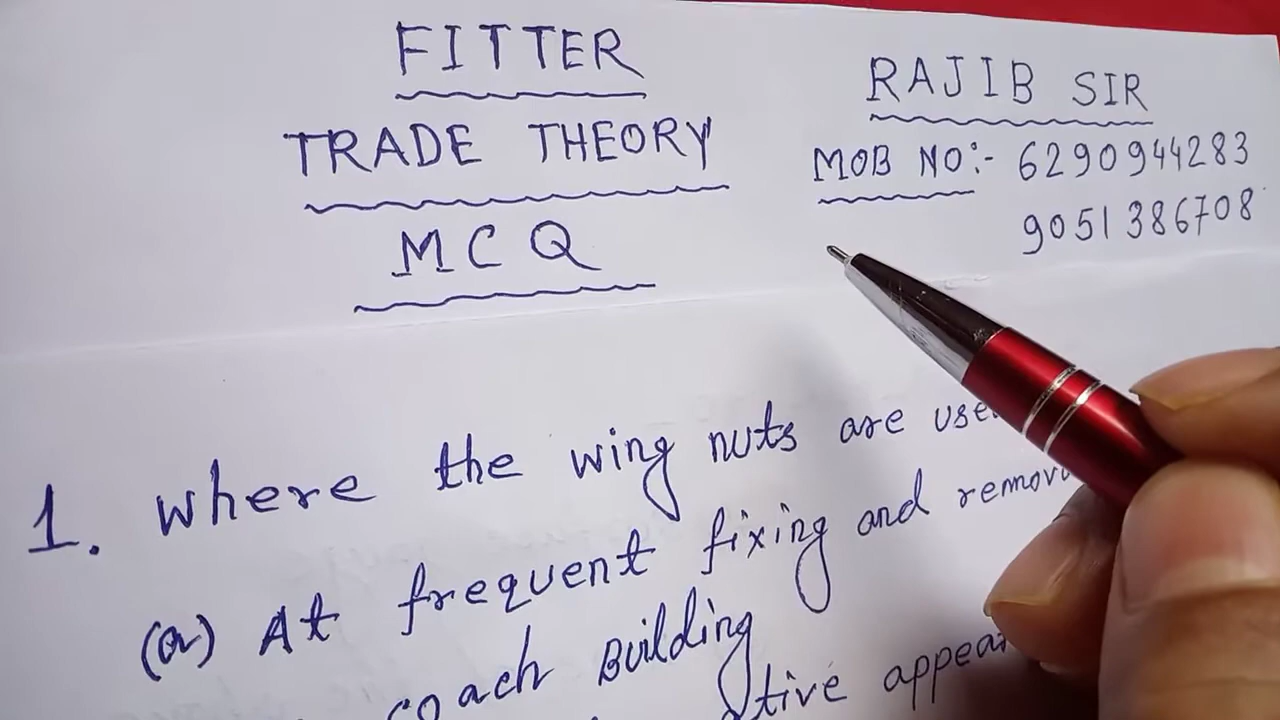 FITTER
TRADE THEORY
MCQ
RAJIB SIR
MOB NO:- 6290944283
9051386708
1. where the wing nuts are
(a) At frequent fixing and
coach Building